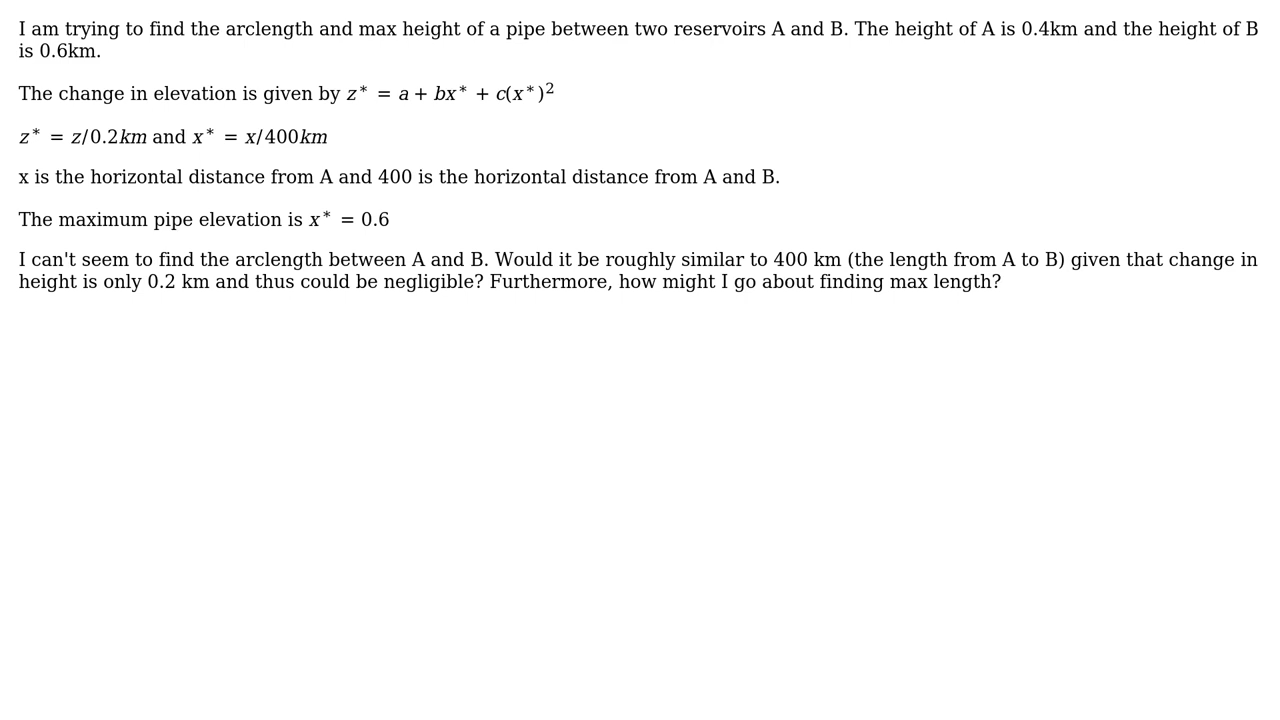 I am trying to find the arclength and max height of a pipe between two reservoirs A and B. The height of A is 0.4km and the height of B
is 0.6km.
The change in elevation is given by z* = a + bx* + c(x*)²
z* = z/0.2km and x* = x/400km
x is the horizontal distance from A and 400 is the horizontal distance from A and B.
The maximum pipe elevation is x* = 0.6
I can't seem to find the arclength between A and B. Would it be roughly similar to 400 km (the length from A to B) given that change in
height is only 0.2 km and thus could be negligible? Furthermore, how might I go about finding max length?